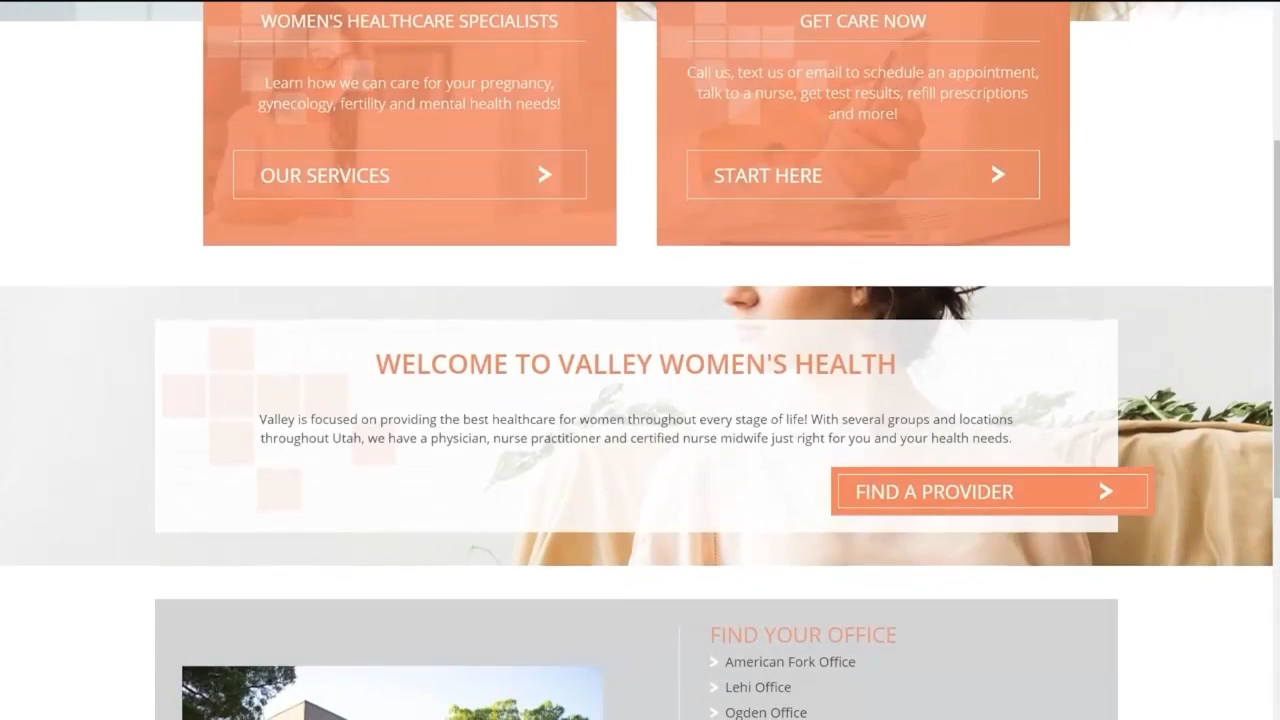 WOMEN'S HEALTHCARE SPECIALISTS
Learn how we can care for your pregnancy,
gynecology, fertility and mental health needs!
OUR SERVICES
GET CARE NOW
Call us, text us or email to schedule an appointment,
talk to a nurse, get test results, refill prescriptions
and more!
START HERE
WELCOME TO VALLEY WOMEN'S HEALTH
Valley is focused on providing the best healthcare for women throughout every stage of life! With several groups and locations
throughout Utah, we have a physician, nurse practitioner and certified nurse midwife just right for you and your health needs.
FIND A PROVIDER
FIND YOUR OFFICE
American Fork Office
Lehi Office
Ogden Office